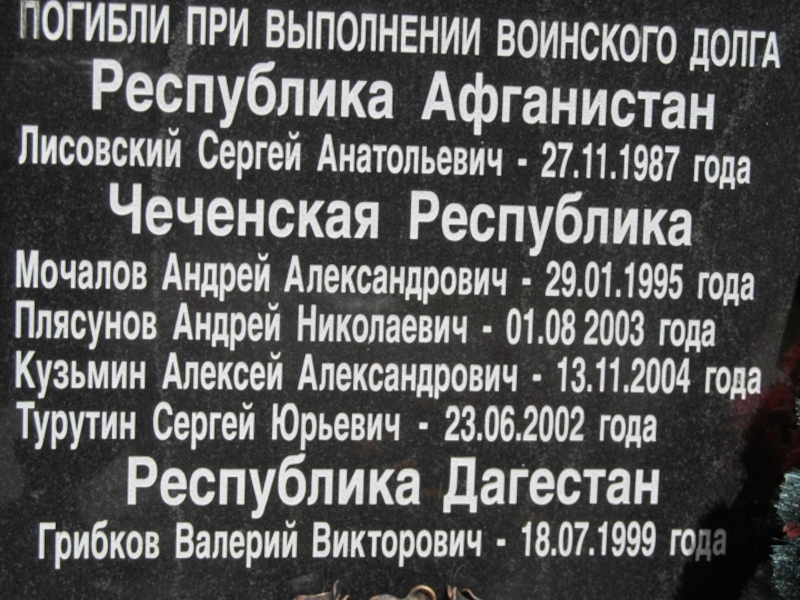 ПОГИБЛИ ПРИ ВЫПОЛНЕНИИ ВОИНСКОГО ДОЛГА
Республика Афганистан
Лисовский Сергей Анатольевич - 27.11.1987 года
Чеченская Республика
Мочалов Андрей Александрович - 29.01.1995 года
Плясунов Андрей Николаевич - 01.08 2003 года
Кузьмин Алексей Александрович - 13.11.2004 года
Турутин Сергей Юрьевич - 23.06.2002 года
Республика Дагестан
Грибков Валерий Викторович - 18.07.1999 года